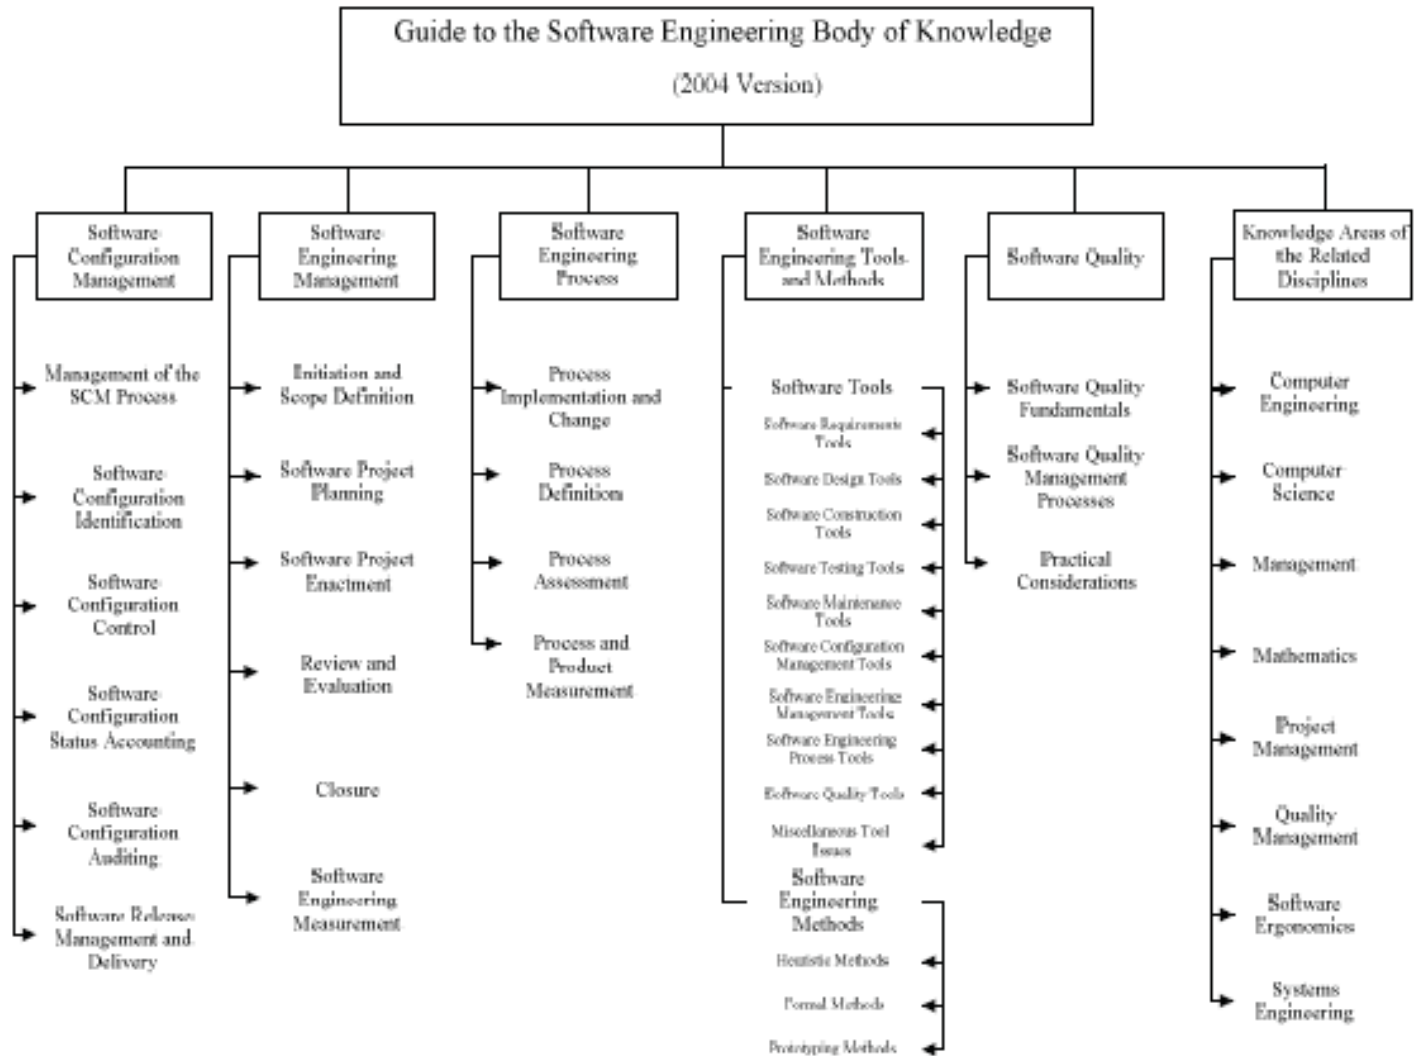 Guide to the Software Engineering Body of Knowledge
(2004 Version)
Software
Configuration
Management
Management of the
SCM Process
Software
Configuration
Identification
Software
Configuration
Control
Software
Configuration
Status Accounting
Software
Configuration
Auditing
Software Release
Management and
Delivery
Software
Engineering
Management
Initiation and
Scope Definition
Software Project
Planning
Software Project
Enactment
Review and
Evaluation
Closure
Software
Engineering
Measurement
Software
Engineering
Process
Process
Implementation and
Change
Process
Definition
Process
Assessment
Process and
Product
Measurement
Software
Engineering Tools
and Methods
Software Tools
Software Requirements
Tools
Software Design Tools
Software Construction
Tools
Software Testing Tools
Software Maintenance
Tools
Software Configuration
Management Tools
Software Engineering
Management Tools
Software Engineering
Process Tools
Software Quality Tools
Miscellaneous Tool
Issues
Software
Engineering
Methods
Heuristic Methods
Formal Methods
Prototyping Methods
Software Quality
Software Quality
Fundamentals
Software Quality
Management
Processes
Practical
Considerations
Knowledge Areas of
the Related
Disciplines
Computer
Engineering
Computer
Science
Management
Mathematics
Project
Management
Quality
Management
Software
Ergonomics
Systems
Engineering